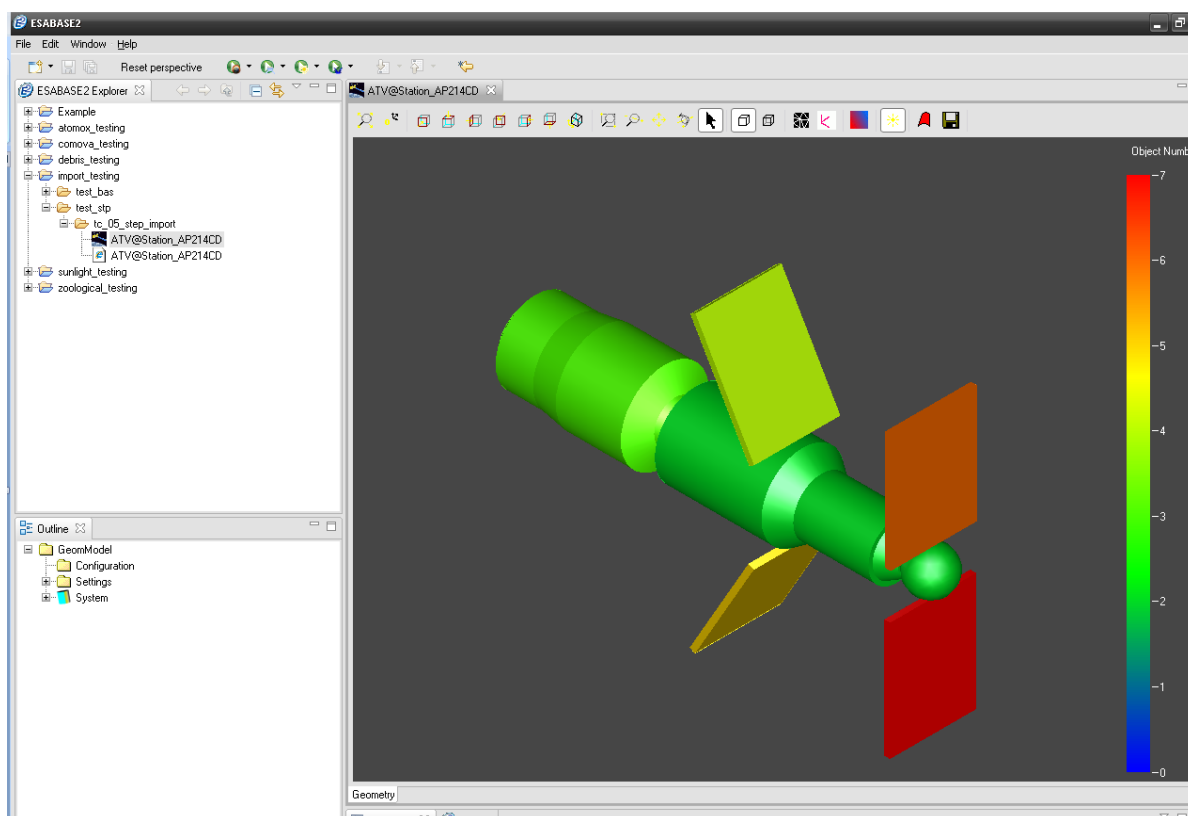 ESABASE2
File Edit Window Help
Reset perspective
ESABASE2 Explorer
Example
atomox_testing
comova_testing
debris_testing
import_testing
test_bas
test_stp
tc_05_step_import
ATV@Station_AP214CD
ATV@Station_AP214CD
sunlight_testing
zoological_testing
Outline
GeomModel
Configuration
Settings
System
ATV@Station_AP214CD
Object Numb
7
6
5
4
3
2
1
0
Geometry